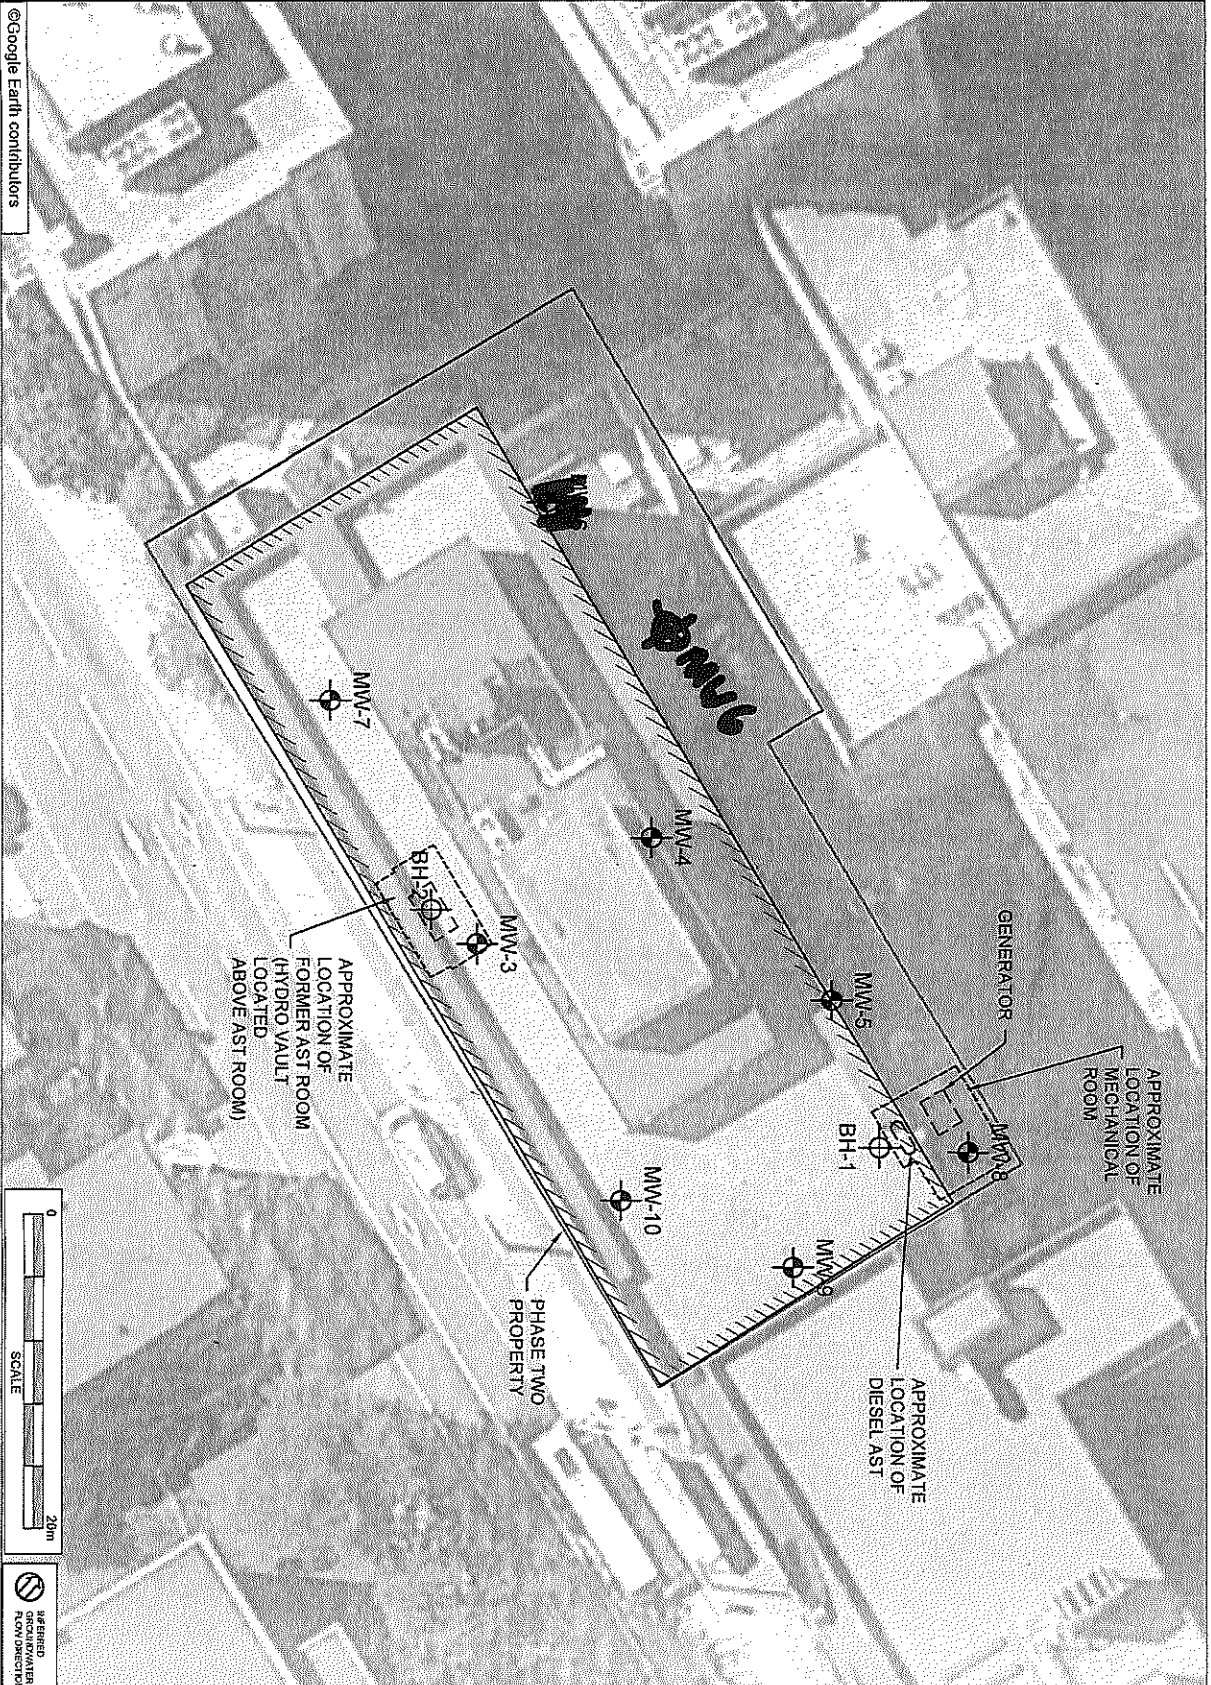 APPROXIMATE
LOCATION OF
MECHANICAL
ROOM
GENERATOR
MW-8
BH-1
MW-5
APPROXIMATE
LOCATION OF
DIESEL AST
MW-9
MW6
MW-4
MW-10
MW-3
BH-2
MW-7
PHASE TWO
PROPERTY
APPROXIMATE
LOCATION OF
FORMER AST ROOM
(HYDRO VAULT
LOCATED
ABOVE AST ROOM)
0
20m
SCALE
INFERRED
GROUNDWATER
FLOW DIRECTION
©Google Earth contributors